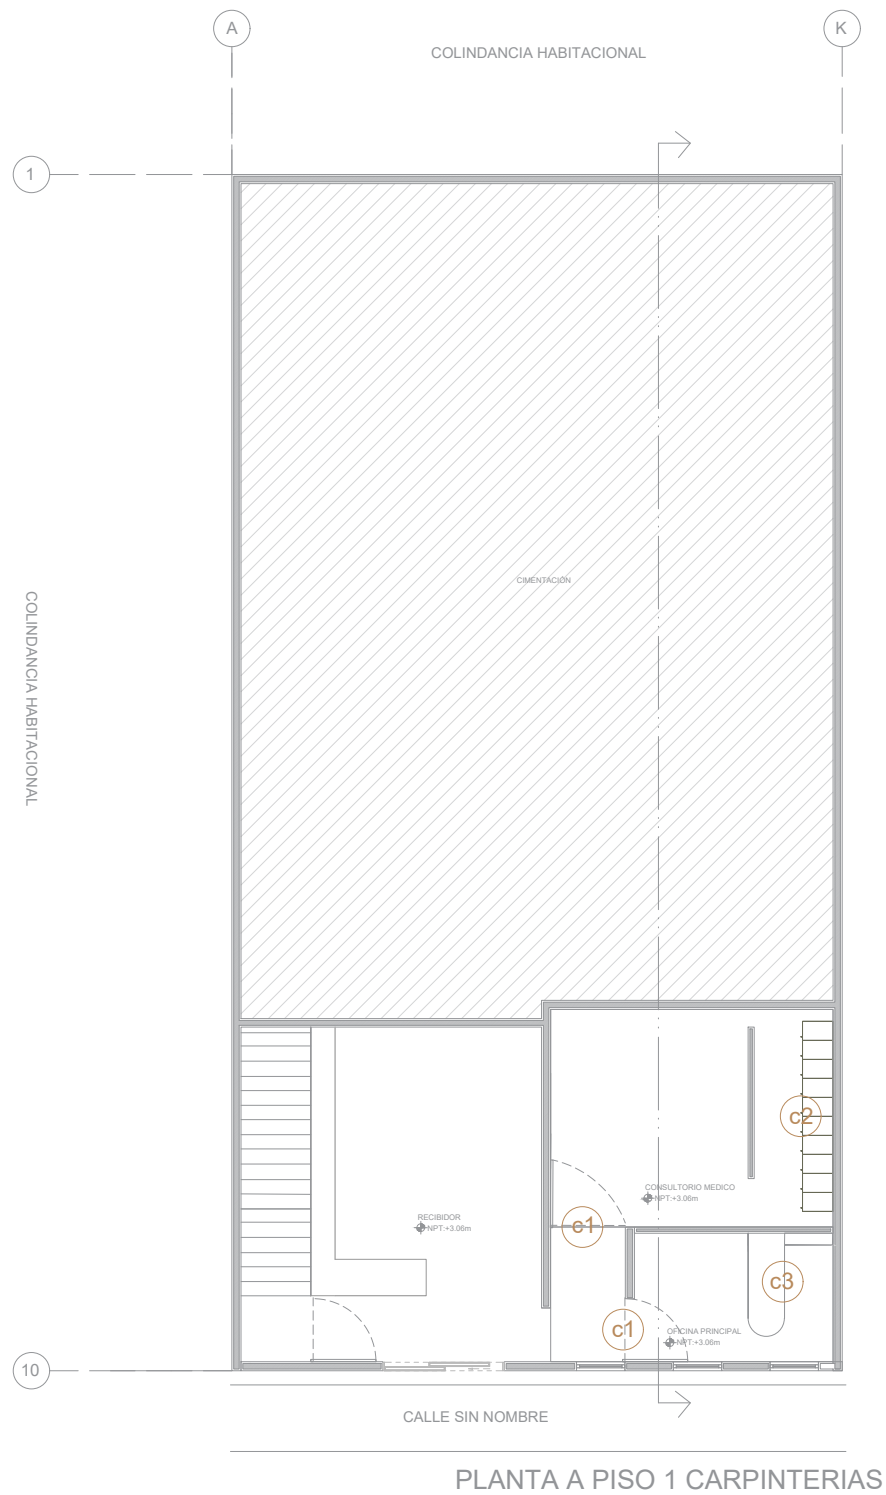 A
K
COLINDANCIA HABITACIONAL
1
CIMENTACIÓN
COLINDANCIA HABITACIONAL
c2
CONSULTORIO MEDICO
NPT:+3.06m
RECIBIDOR
NPT:+3.06m
c1
c3
c1
OFICINA PRINCIPAL
NPT:+3.06m
10
CALLE SIN NOMBRE
PLANTA A PISO 1 CARPINTERIAS